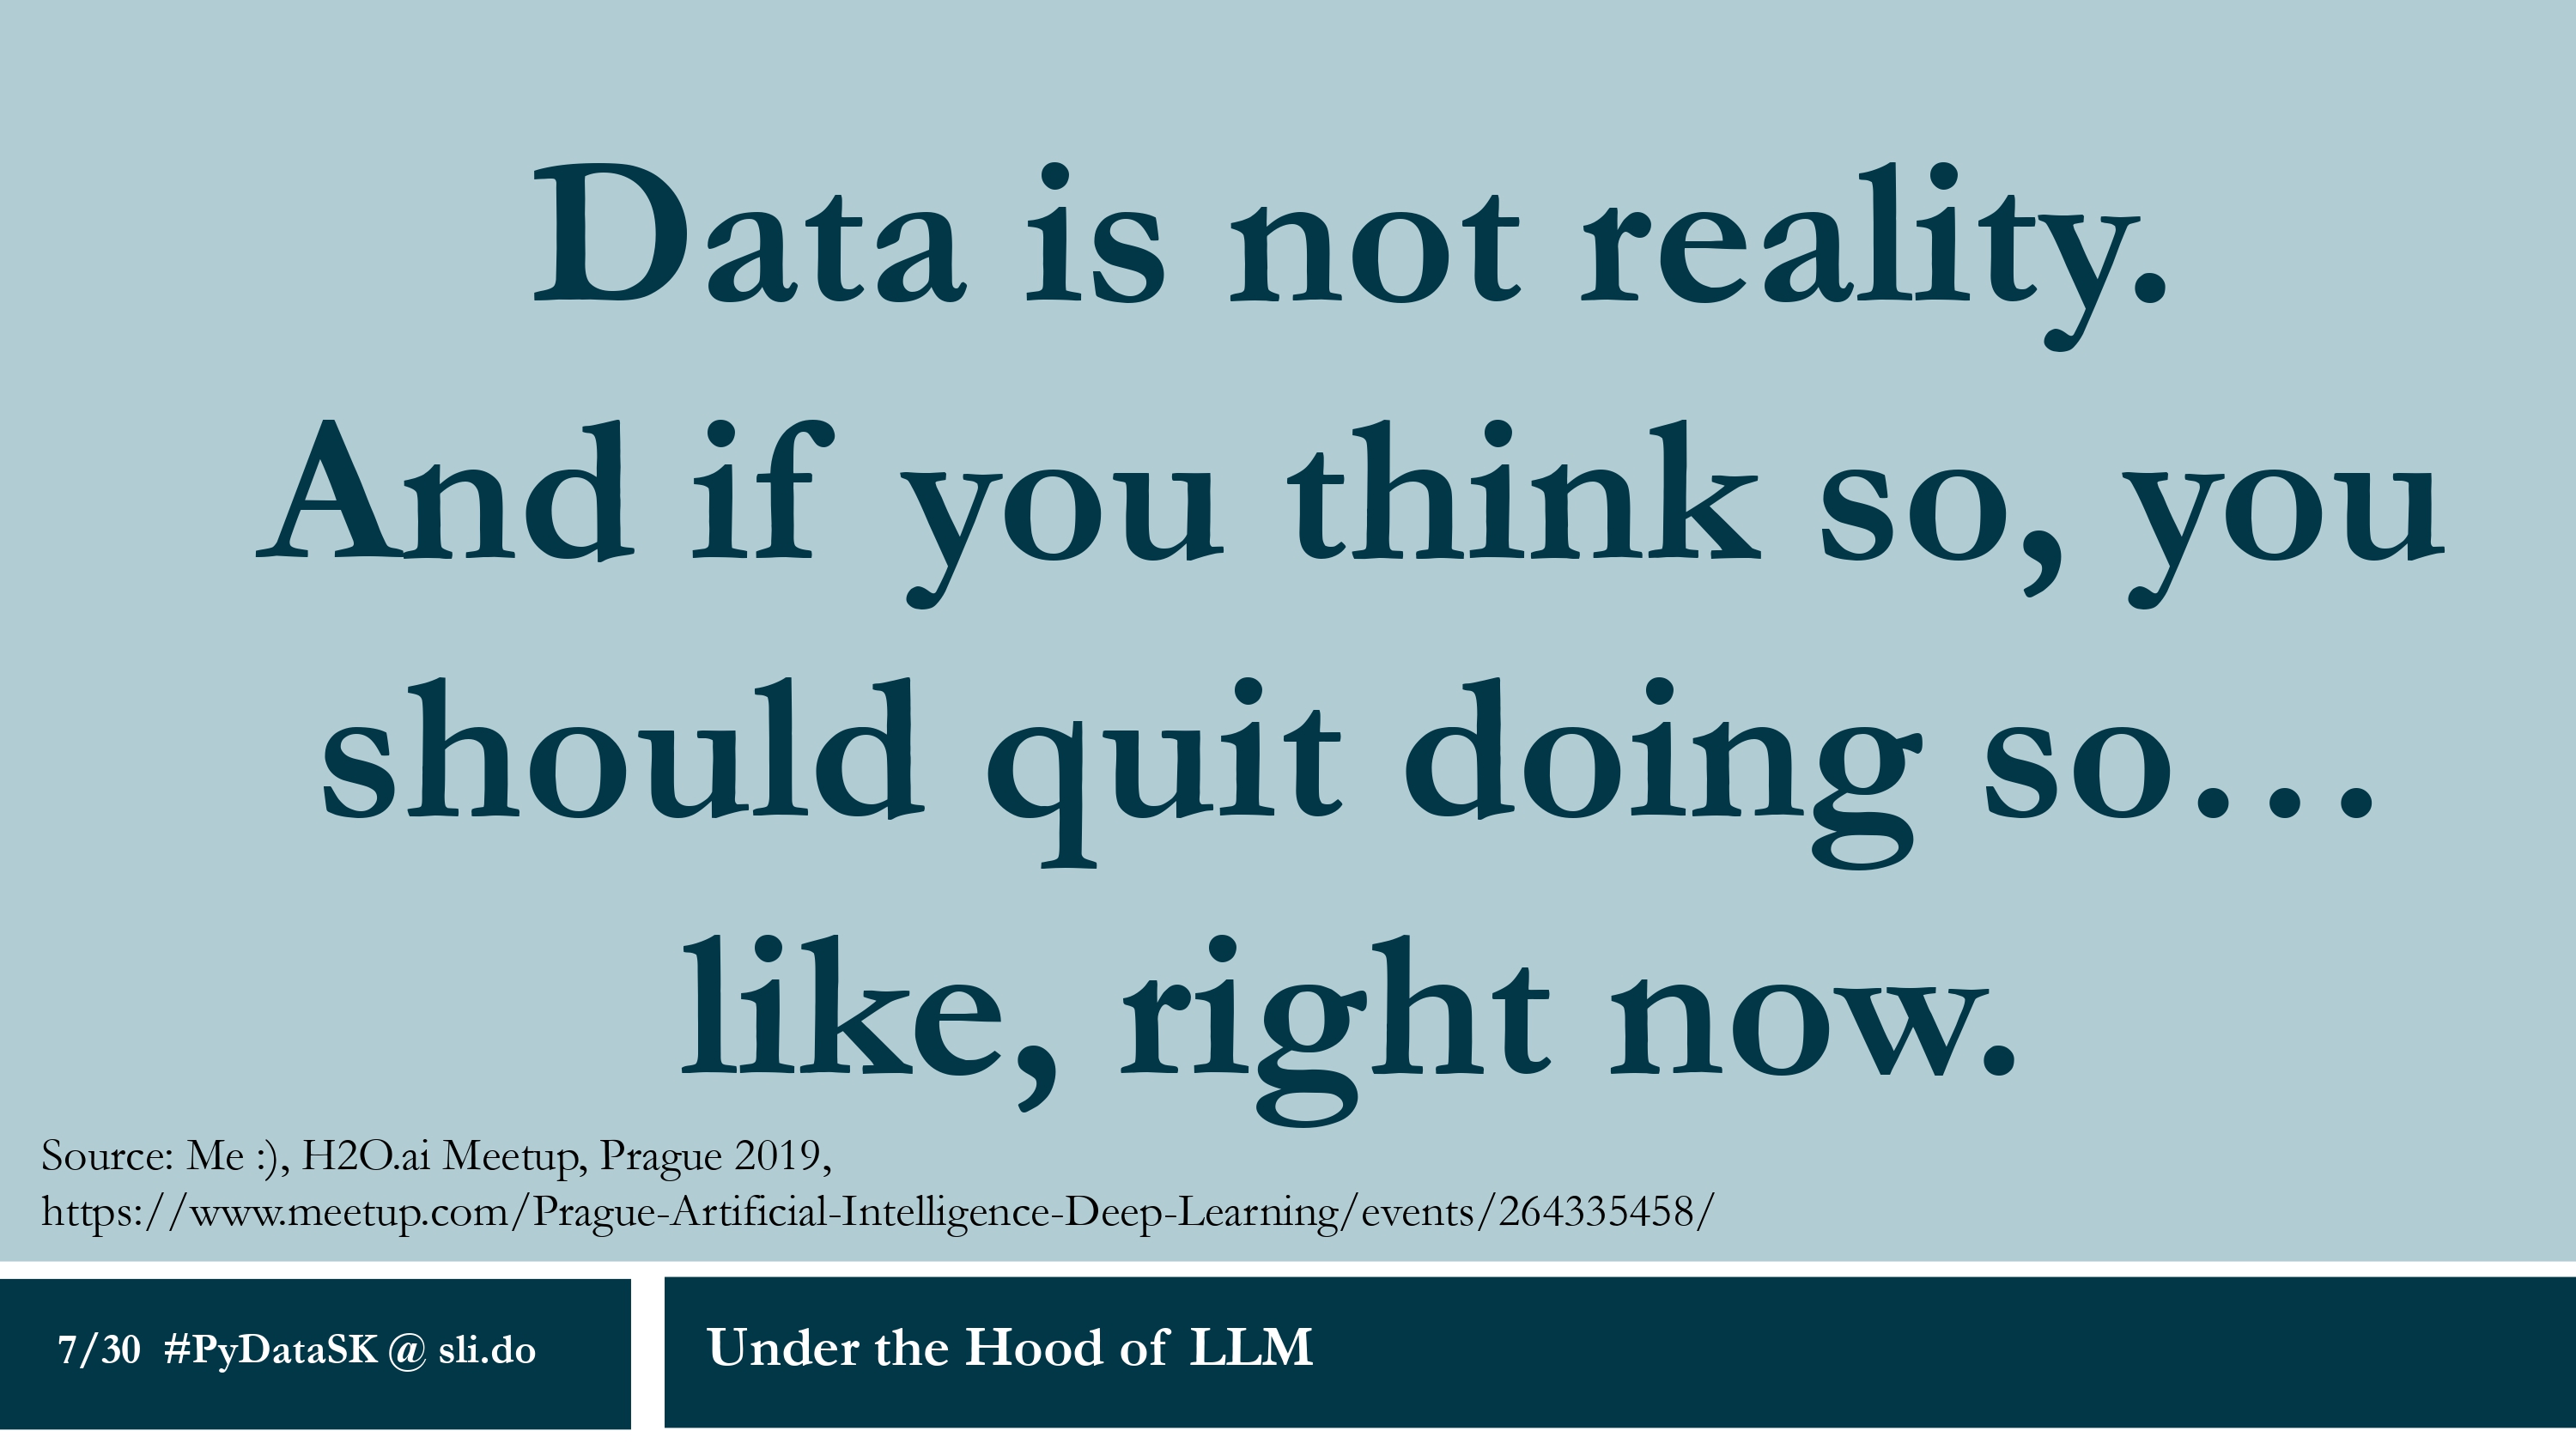 Data is not reality.
And if you think so, you
should quit doing so…
like, right now.
Source: Me :), H2O.ai Meetup, Prague 2019,
https://www.meetup.com/Prague-Artificial-Intelligence-Deep-Learning/events/264335458/
7/30 #PyDataSK @ sli.do
Under the Hood of LLM